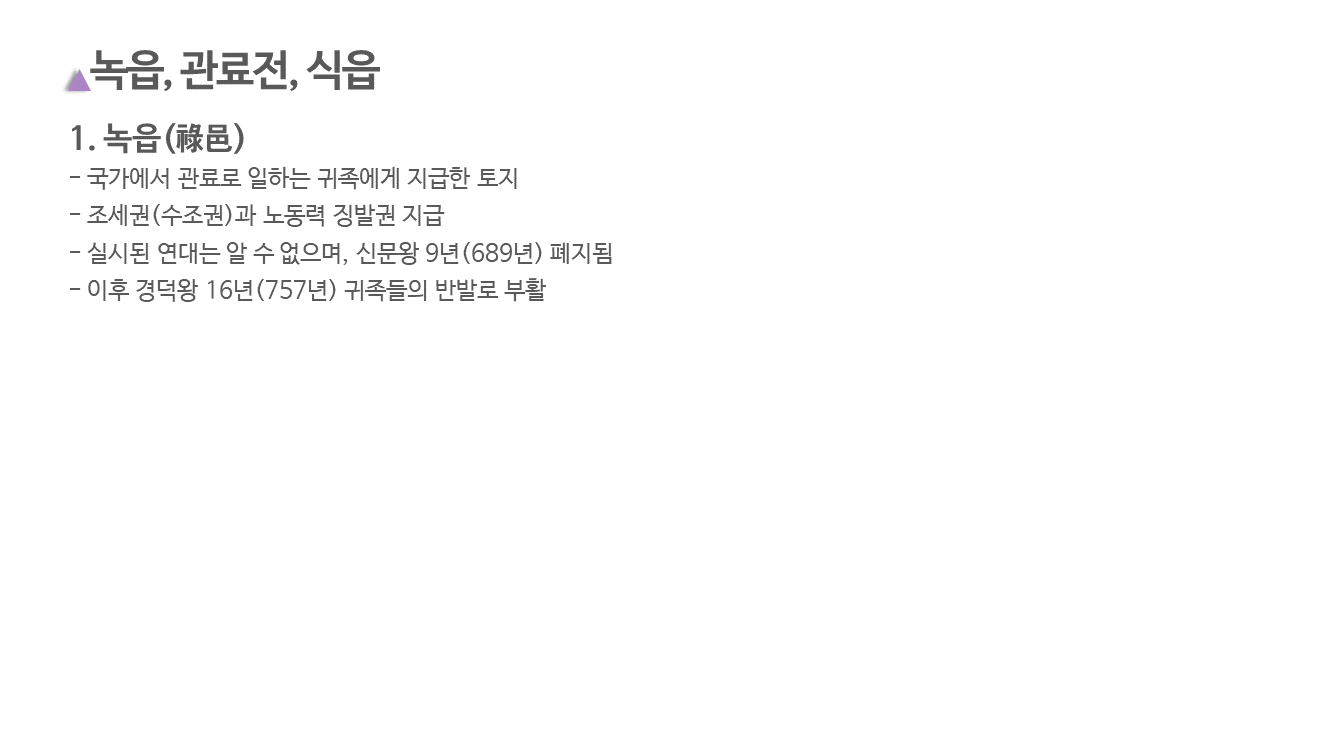 녹읍, 관료전, 식읍
1. 녹읍(祿邑)
- 국가에서 관료로 일하는 귀족에게 지급한 토지
- 조세권(수조권)과 노동력 징발권 지급
- 실시된 연대는 알 수 없으며, 신문왕 9년(689년) 폐지됨
- 이후 경덕왕 16년(757년) 귀족들의 반발로 부활